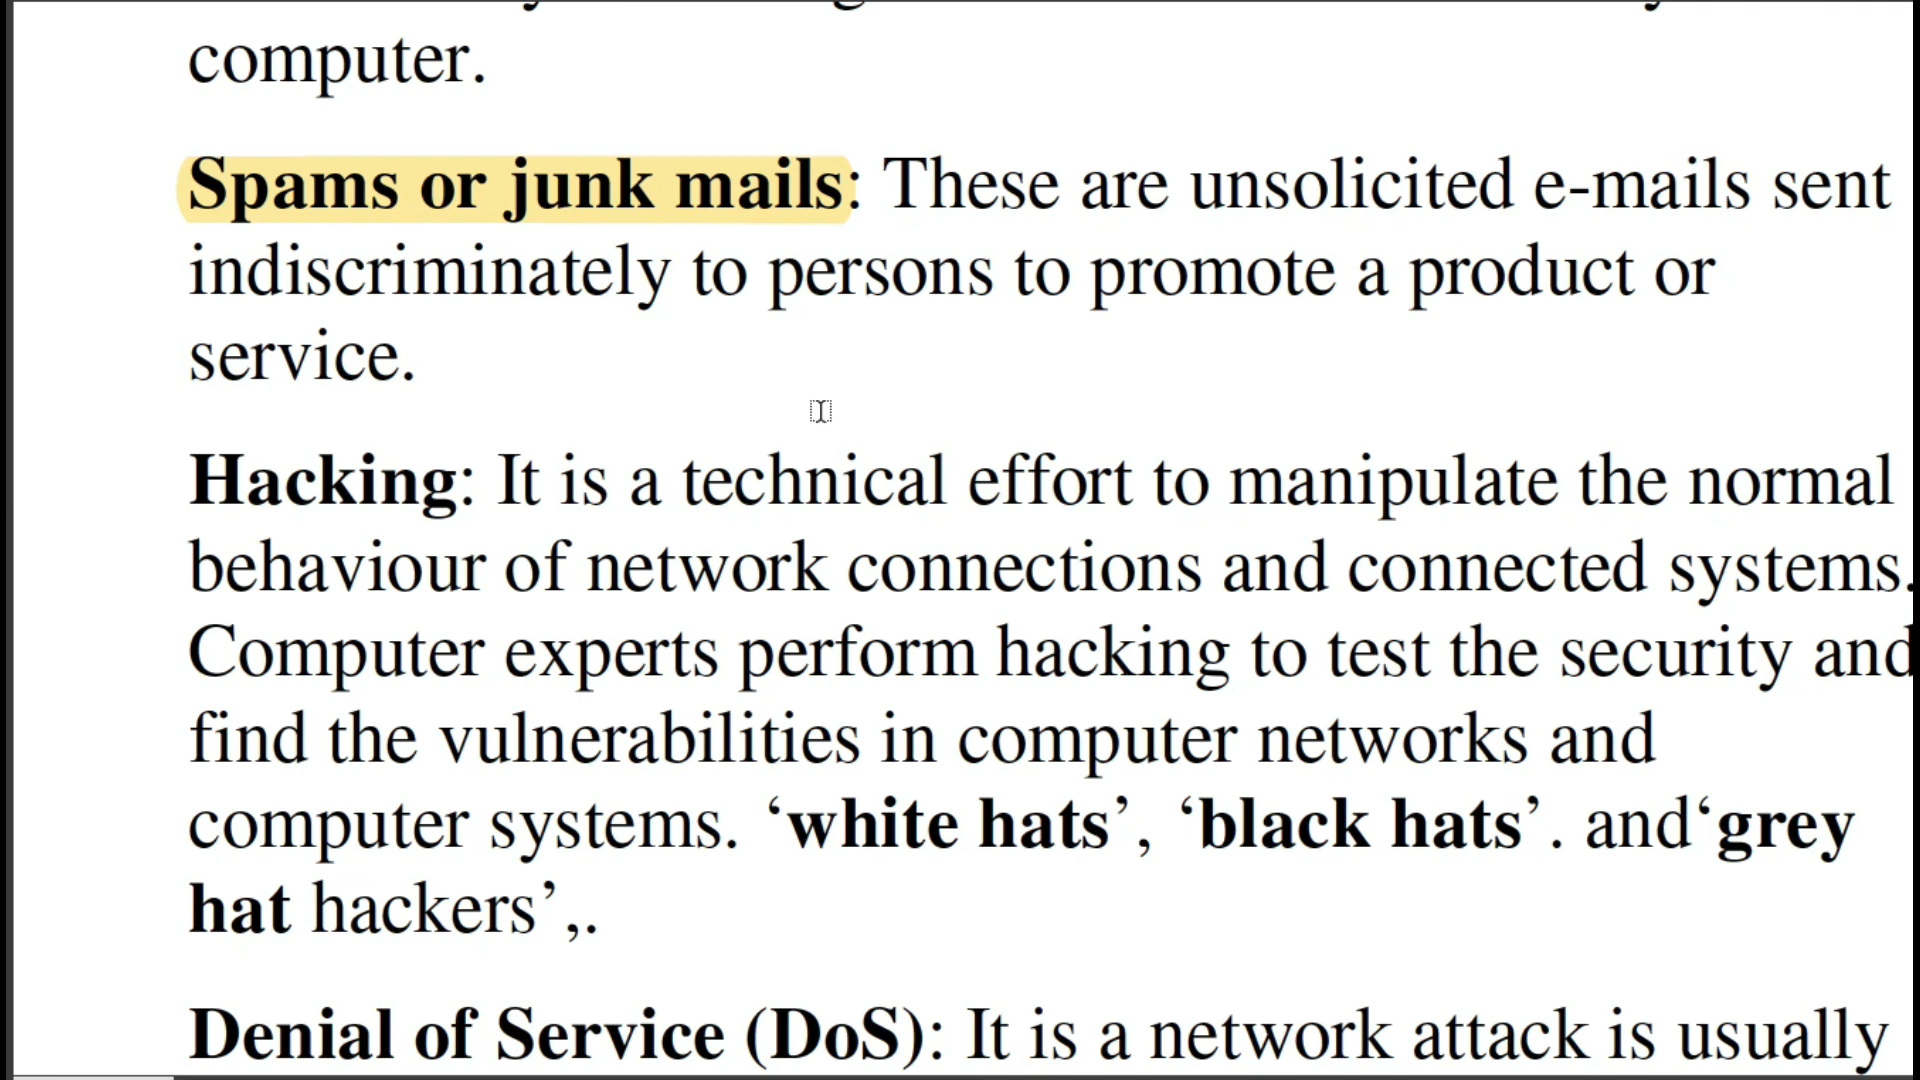 computer.
Spams or junk mails: These are unsolicited e-mails sent
indiscriminately to persons to promote a product or
service.
Hacking: It is a technical effort to manipulate the normal
behaviour of network connections and connected systems.
Computer experts perform hacking to test the security and
find the vulnerabilities in computer networks and
computer systems. ‘white hats’, ‘black hats’. and‘grey
hat hackers’,.
Denial of Service (DoS): It is a network attack is usually